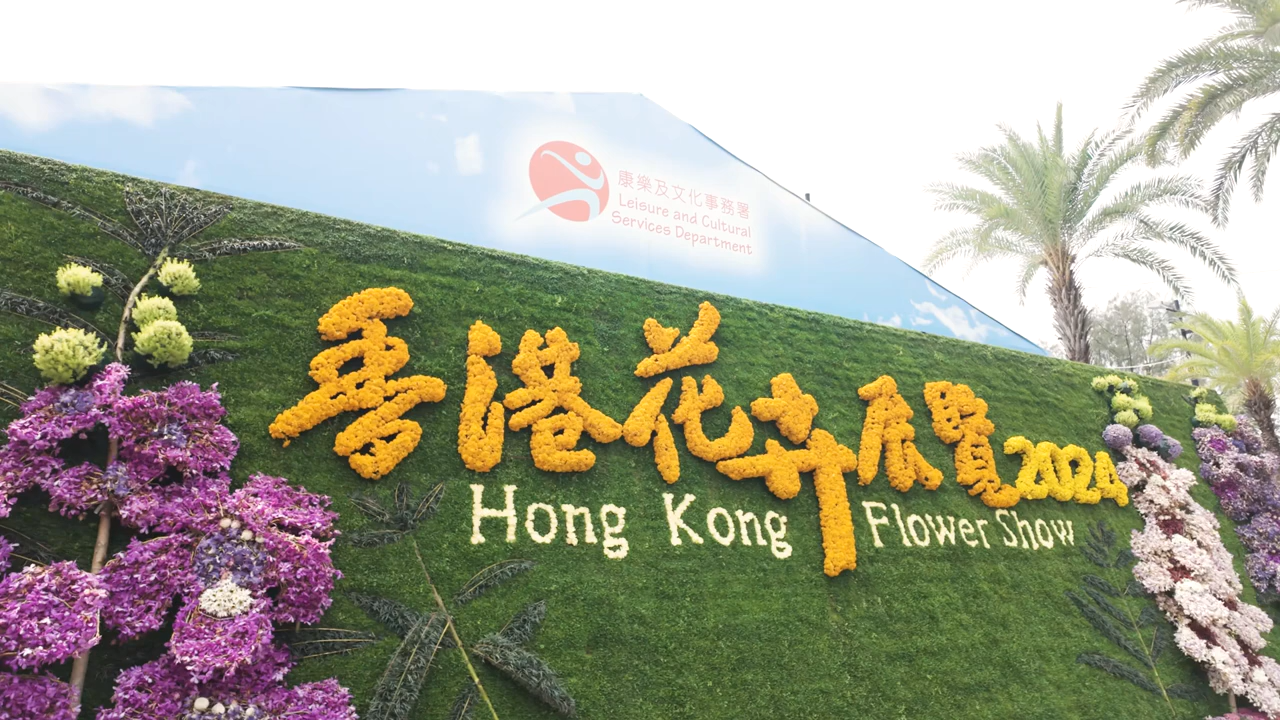 康樂及文化事務署
Leisure and Cultural
Services Department
香港花卉展覽2024
Hong Kong Flower Show